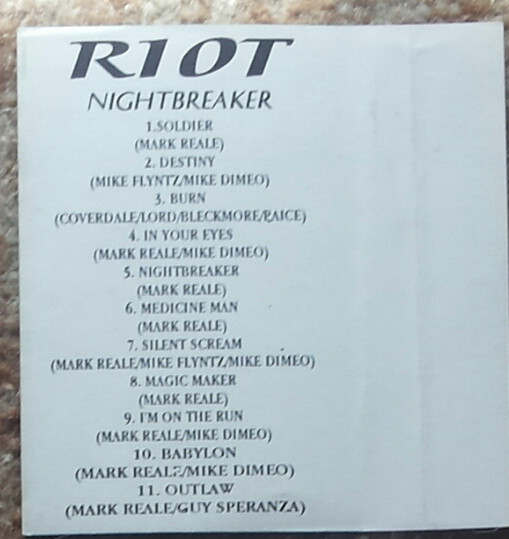 RIOT
NIGHTBREAKER
1.SOLDIER
(MARK REALE)
2. DESTINY
(MIKE FLYNTZ/MIKE DIMEO)
3. BURN
(COVERDALE/LORD/BLECKMORE/PAICE)
4. IN YOUR EYES
(MARK REALE/MIKE DIMEO)
5. NIGHTBREAKER
(MARK REALE)
6. MEDICINE MAN
(MARK REALE)
7. SILENT SCREAM
(MARK REALE/MIKE FLYNTZ/MIKE DIMEO)
8. MAGIC MAKER
(MARK REALE)
9. I'M ON THE RUN
(MARK REALE/MIKE DIMEO)
10. BABYLON
(MARK REALE/MIKE DIMEO)
11. OUTLAW
(MARK REALE/GUY SPERANZA)